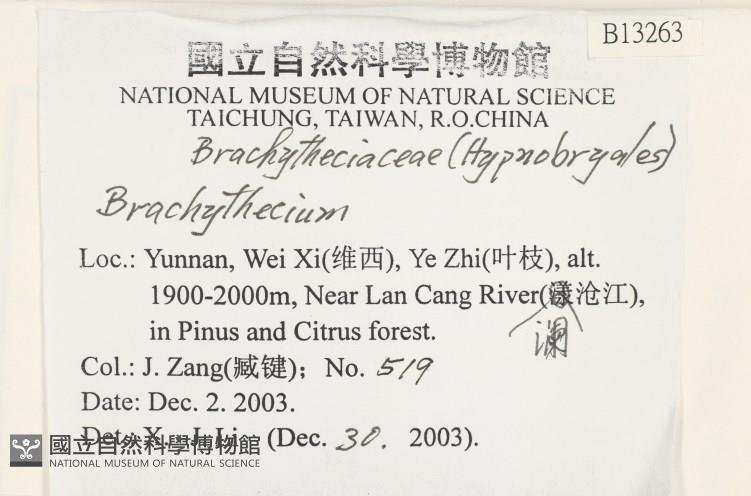 B13263
國立自然科學博物館
NATIONAL MUSEUM OF NATURAL SCIENCE
TAICHUNG, TAIWAN, R.O.CHINA
Brachytheciaceae (Hypnobryales)
Brachythecium
Loc.: Yunnan, Wei Xi(维西), Ye Zhi(叶枝), alt.
1900-2000m, Near Lan Cang River(漾沧江),
澜
in Pinus and Citrus forest.
Col.: J. Zang(臧键); No. 519
Date: Dec. 2. 2003.
Det.: X. -J. Li (Dec. 30. 2003).
國立自然科學博物館
NATIONAL MUSEUM OF NATURAL SCIENCE